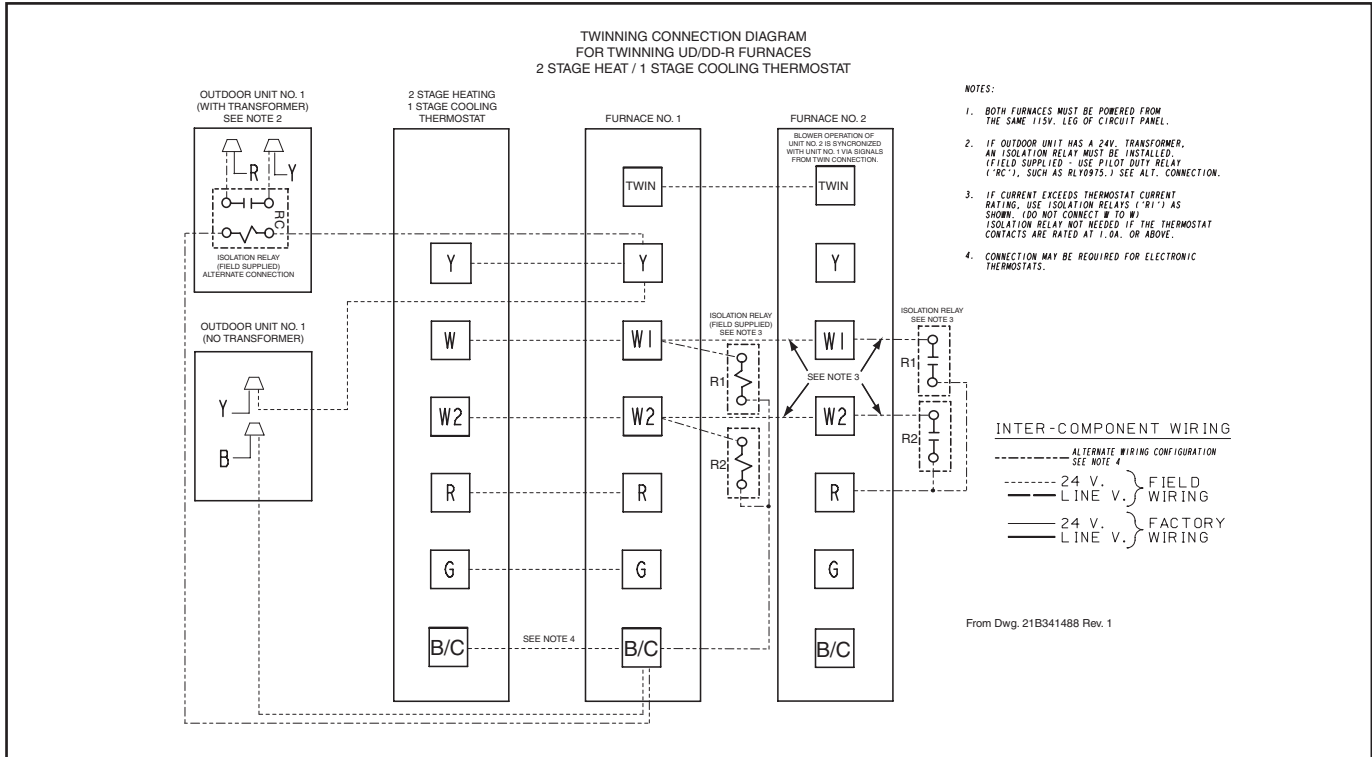 TWINNING CONNECTION DIAGRAM
FOR TWINNING UD/DD-R FURNACES
2 STAGE HEAT / 1 STAGE COOLING THERMOSTAT
OUTDOOR UNIT NO. 1
(WITH TRANSFORMER)
SEE NOTE 2
R
Y
RC
ISOLATION RELAY
(FIELD SUPPLIED)
ALTERNATE CONNECTION
OUTDOOR UNIT NO. 1
(NO TRANSFORMER)
Y
B
2 STAGE HEATING
1 STAGE COOLING
THERMOSTAT
Y
W
W2
R
G
B/C
SEE NOTE 4
FURNACE NO. 1
TWIN
Y
W1
W2
R
G
B/C
ISOLATION RELAY
(FIELD SUPPLIED)
SEE NOTE 3
R1
R2
FURNACE NO. 2
BLOWER OPERATION OF
UNIT NO. 2 IS SYNCRONIZED
WITH UNIT NO. 1 VIA SIGNALS
FROM TWIN CONNECTION.
TWIN
Y
W1
SEE NOTE 3
W2
R
G
B/C
ISOLATION RELAY
SEE NOTE 3
R1
R2
NOTES:
1. BOTH FURNACES MUST BE POWERED FROM
THE SAME 115V. LEG OF CIRCUIT PANEL.
2. IF OUTDOOR UNIT HAS A 24V. TRANSFORMER,
AN ISOLATION RELAY MUST BE INSTALLED.
(FIELD SUPPLIED - USE PILOT DUTY RELAY
('RC'), SUCH AS RLY0975.) SEE ALT. CONNECTION.
3. IF CURRENT EXCEEDS THERMOSTAT CURRENT
RATING, USE ISOLATION RELAYS ('R1') AS
SHOWN. (DO NOT CONNECT W TO W)
ISOLATION RELAY NOT NEEDED IF THE THERMOSTAT
CONTACTS ARE RATED AT 1.0A. OR ABOVE.
4. CONNECTION MAY BE REQUIRED FOR ELECTRONIC
THERMOSTATS.
INTER-COMPONENT WIRING
ALTERNATE WIRING CONFIGURATION
SEE NOTE 4
24 V. FIELD
LINE V. WIRING
24 V. FACTORY
LINE V. WIRING
From Dwg. 21B341488 Rev. 1